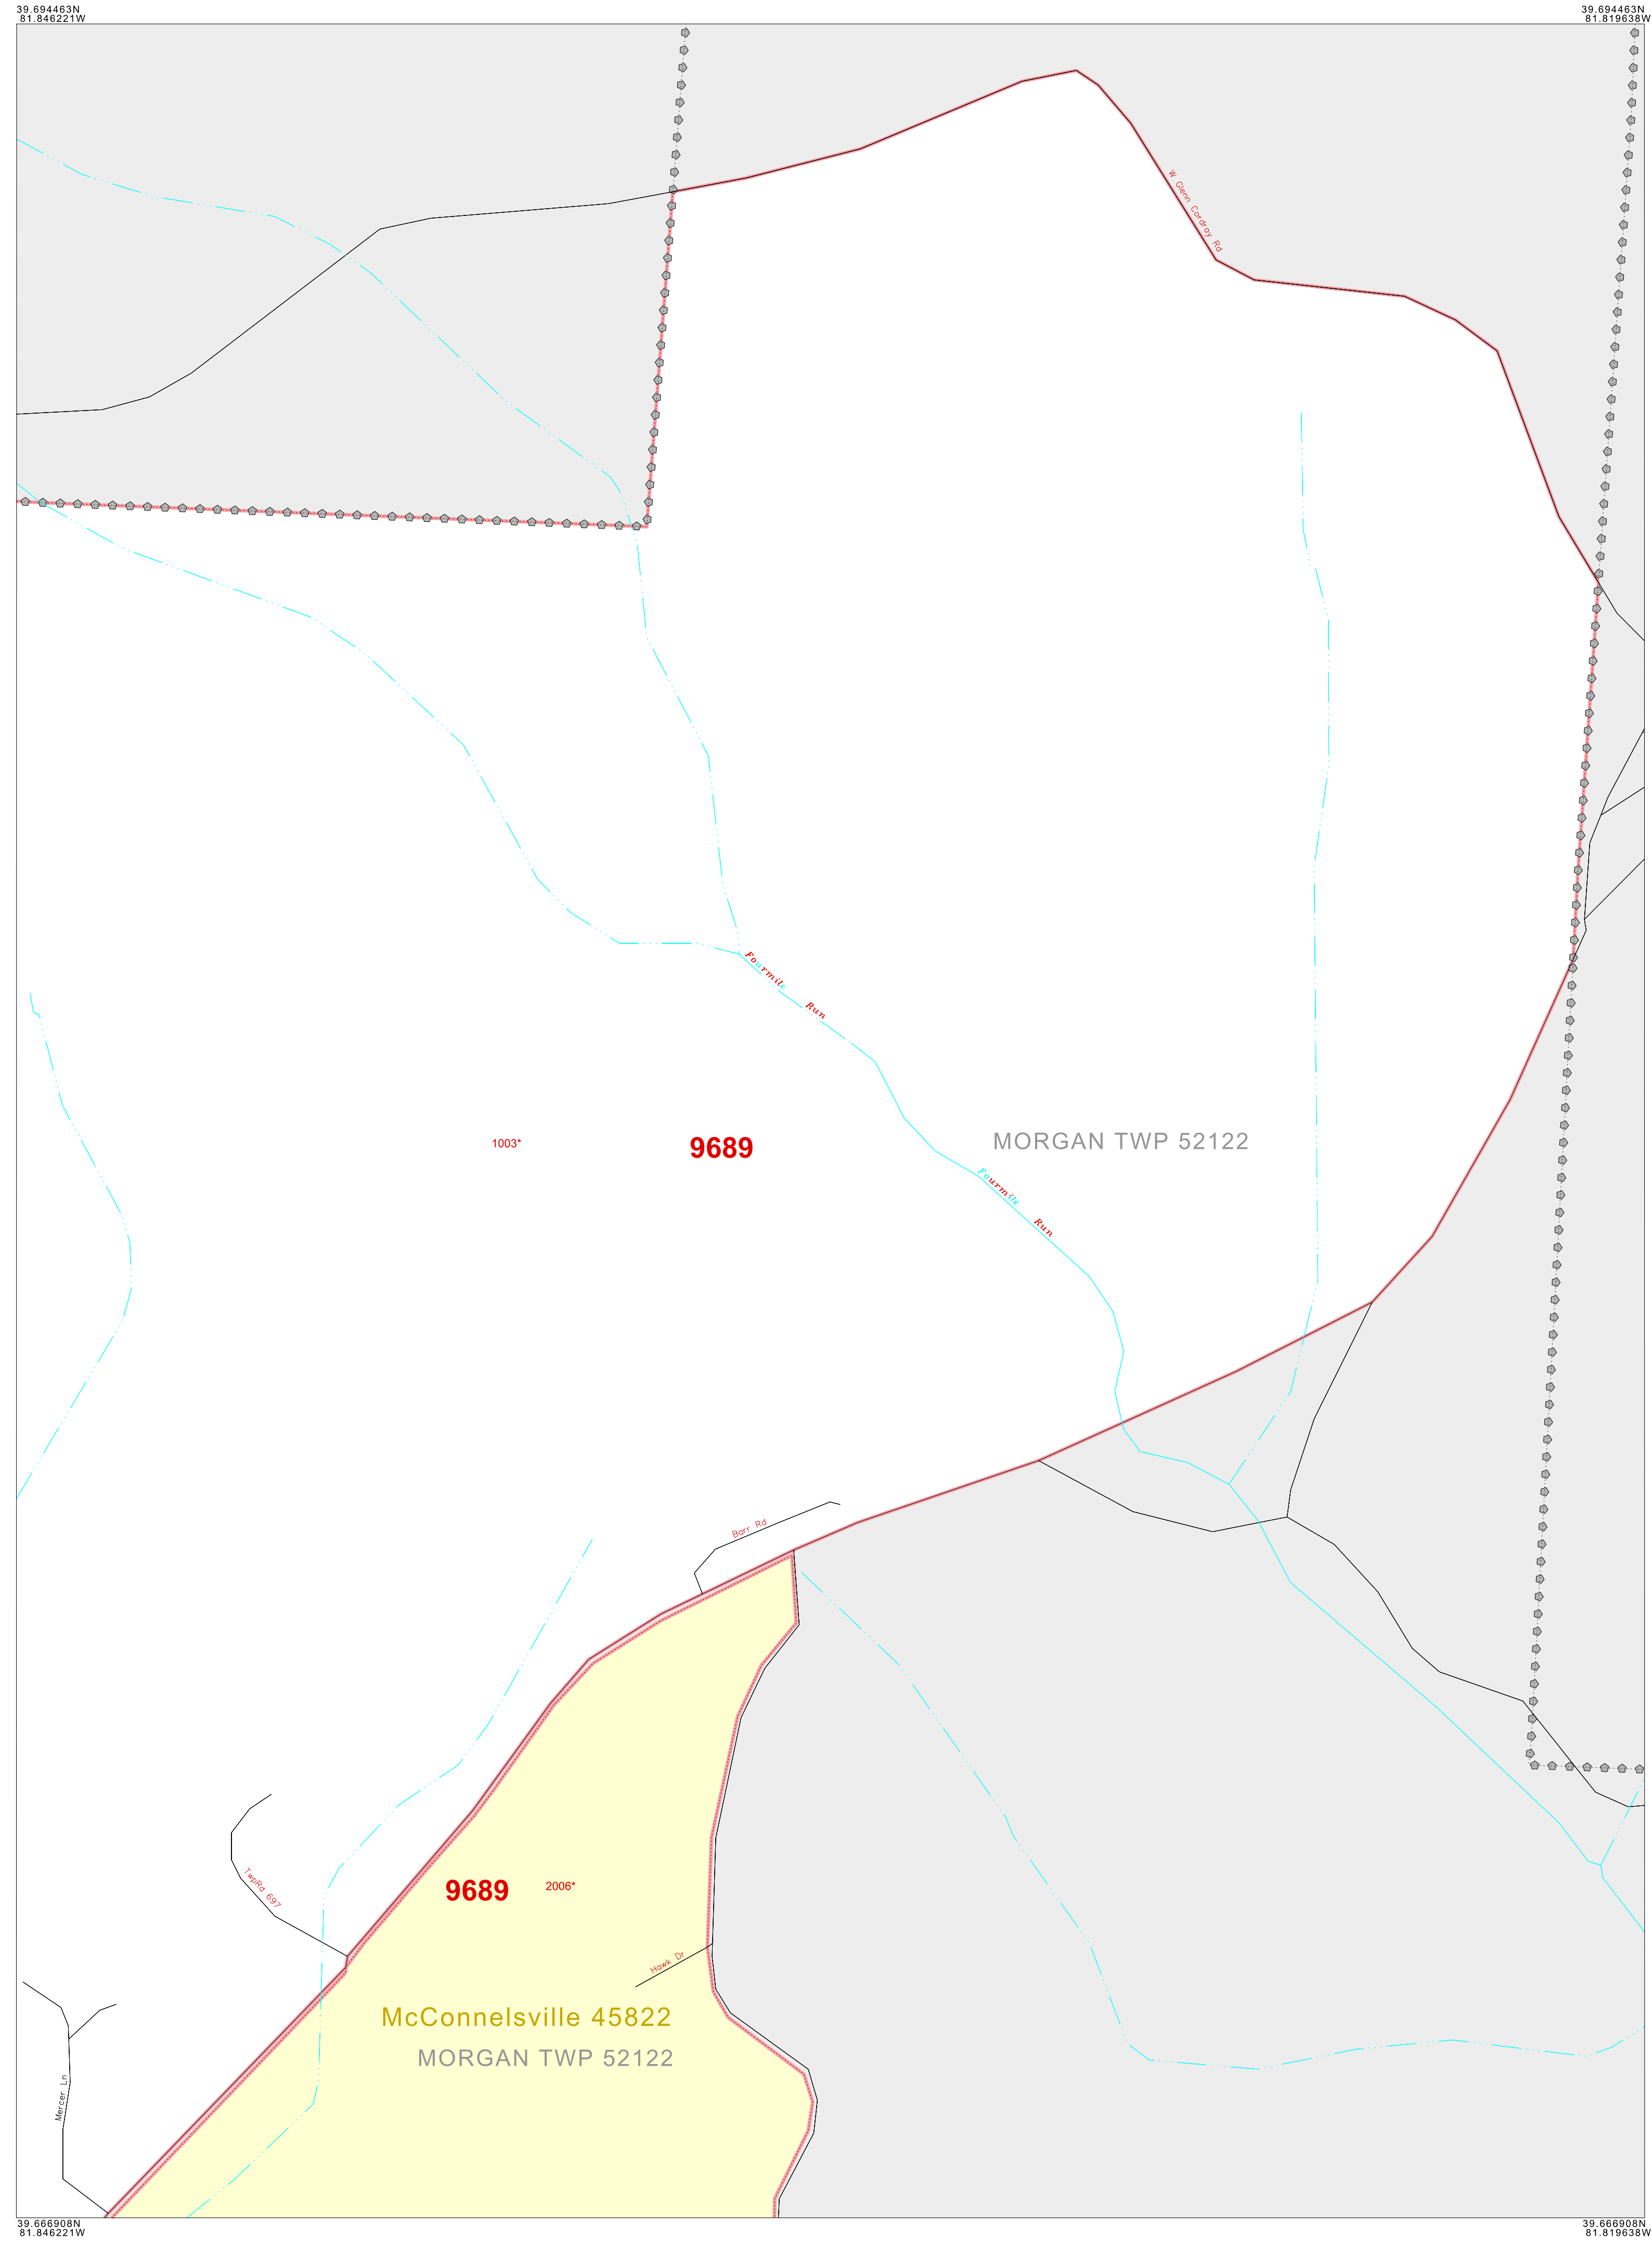 39.694463N
81.846221W
39.694463N
81.819638W
W Glenn Cordray Rd
Fourmile Run
1003*
9689
MORGAN TWP 52122
Fourmile Run
Barr Rd
TwpRd 697
9689
2006*
Hawk Dr
McConnelsville 45822
MORGAN TWP 52122
Mercer Ln
39.666908N
81.846221W
39.666908N
81.819638W